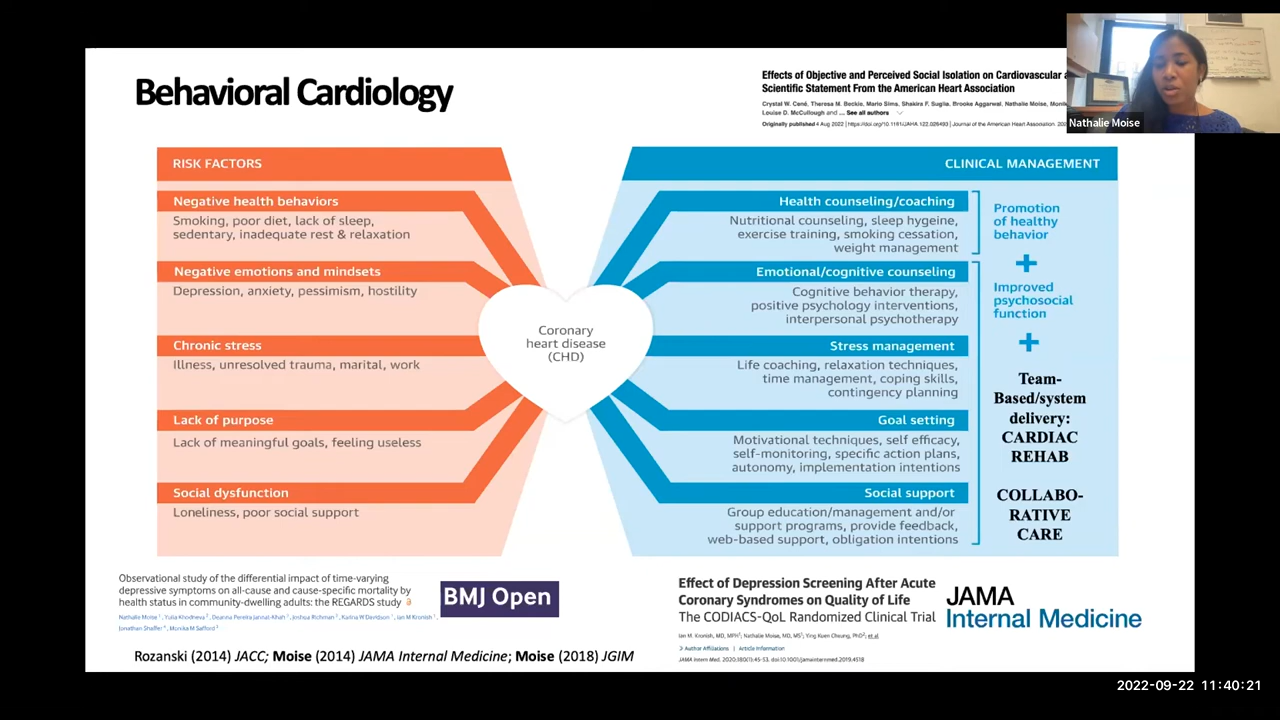 Behavioral Cardiology
Effects of Objective and Perceived Social Isolation on Cardiovascular
Scientific Statement From the American Heart Association
Crystal W. Cené, Theresa M. Beckie, Mario Sims, Shakira F. Suglia, Brooke Aggarwal, Nathalie Moise,
Louise D. McCullough and ... See all authors
Originally published 4 Aug 2022 | https://doi.org/10.1161/JAHA.122.026493 | Journal of the American Heart Association.
Nathalie Moise
RISK FACTORS
Negative health behaviors
Smoking, poor diet, lack of sleep,
sedentary, inadequate rest & relaxation
Negative emotions and mindsets
Depression, anxiety, pessimism, hostility
Chronic stress
Illness, unresolved trauma, marital, work
Lack of purpose
Lack of meaningful goals, feeling useless
Social dysfunction
Loneliness, poor social support
Coronary
heart disease
(CHD)
CLINICAL MANAGEMENT
Health counseling/coaching
Nutritional counseling, sleep hygeine,
exercise training, smoking cessation,
weight management
Emotional/cognitive counseling
Cognitive behavior therapy,
positive psychology interventions,
interpersonal psychotherapy
Stress management
Life coaching, relaxation techniques,
time management, coping skills,
contingency planning
Goal setting
Motivational techniques, self efficacy,
self-monitoring, specific action plans,
autonomy, implementation intentions
Social support
Group education/management and/or
support programs, provide feedback,
web-based support, obligation intentions
Promotion
of healthy
behavior
+
Improved
psychosocial
function
+
Team-
Based/system
delivery:
CARDIAC
REHAB
COLLABO-
RATIVE
CARE
Observational study of the differential impact of time-varying
depressive symptoms on all-cause and cause-specific mortality by
health status in community-dwelling adults: the REGARDS study
Nathalie Moise 1, Yulia Khodneva 2, Deanna Pereira Jannat-Khah 1, Joshua Richman 2, Karina W Davidson 1, Ian M Kronish 1,
Jonathan Shaffer 4, Monika M Safford 3
BMJ Open
Effect of Depression Screening After Acute
Coronary Syndromes on Quality of Life
The CODIACS-QoL Randomized Clinical Trial
Ian M. Kronish, MD, MPH1; Nathalie Moise, MD, MS1; Ying Kuen Cheung, PhD2; et al
Author Affiliations | Article Information
JAMA Intern Med. 2020;180(1):45-53. doi:10.1001/jamainternmed.2019.4518
JAMA
Internal Medicine
Rozanski (2014) JACC; Moise (2014) JAMA Internal Medicine; Moise (2018) JGIM
2022-09-22 11:40:21